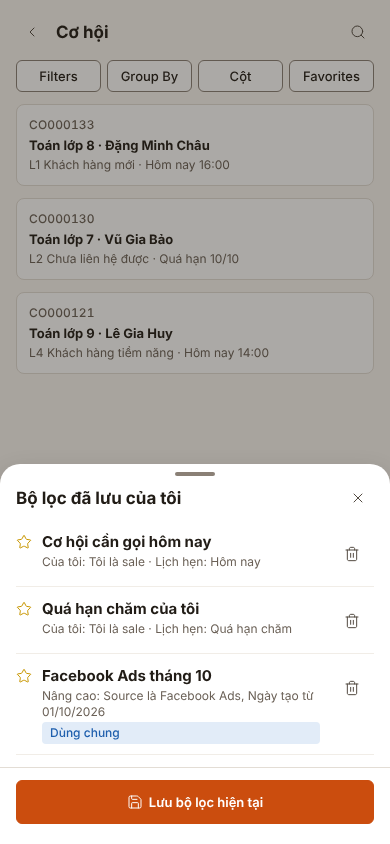 Cơ hội
Filters
Group By
Cột
Favorites
CO000133
Toán lớp 8 · Đặng Minh Châu
L1 Khách hàng mới · Hôm nay 16:00
CO000130
Toán lớp 7 · Vũ Gia Bảo
L2 Chưa liên hệ được · Quá hạn 10/10
CO000121
Toán lớp 9 · Lê Gia Huy
L4 Khách hàng tiềm năng · Hôm nay 14:00
Bộ lọc đã lưu của tôi
Cơ hội cần gọi hôm nay
Của tôi: Tôi là sale · Lịch hẹn: Hôm nay
Quá hạn chăm của tôi
Của tôi: Tôi là sale · Lịch hẹn: Quá hạn chăm
Facebook Ads tháng 10
Nâng cao: Source là Facebook Ads, Ngày tạo từ
01/10/2026
Dùng chung
Lưu bộ lọc hiện tại